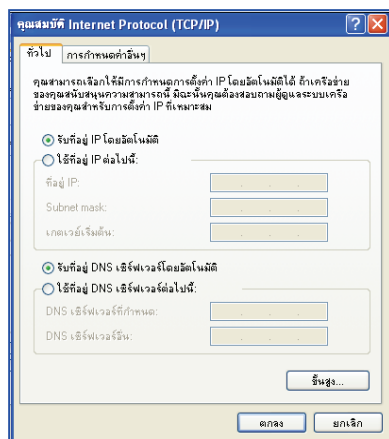 คุณสมบัติ Internet Protocol (TCP/IP)
ทั่วไป
การกำหนดค่าอื่นๆ
คุณสามารถเลือกให้มีการกำหนดการตั้งค่า IP โดยอัตโนมัติได้ ถ้าเครือข่าย
ของคุณสนับสนุนความสามารถนี้ มิฉะนั้นคุณต้องสอบถามผู้ดูแลระบบเครือ
ข่ายของคุณสำหรับการตั้งค่า IP ที่เหมาะสม
รับที่อยู่ IP โดยอัตโนมัติ
ใช้ที่อยู่ IP ต่อไปนี้:
ที่อยู่ IP:
Subnet mask:
เกตเวย์เริ่มต้น:
รับที่อยู่ DNS เซิร์ฟเวอร์โดยอัตโนมัติ
ใช้ที่อยู่ DNS เซิร์ฟเวอร์ต่อไปนี้:
DNS เซิร์ฟเวอร์ที่กำหนด:
DNS เซิร์ฟเวอร์อื่น:
ขั้นสูง...
ตกลง
ยกเลิก